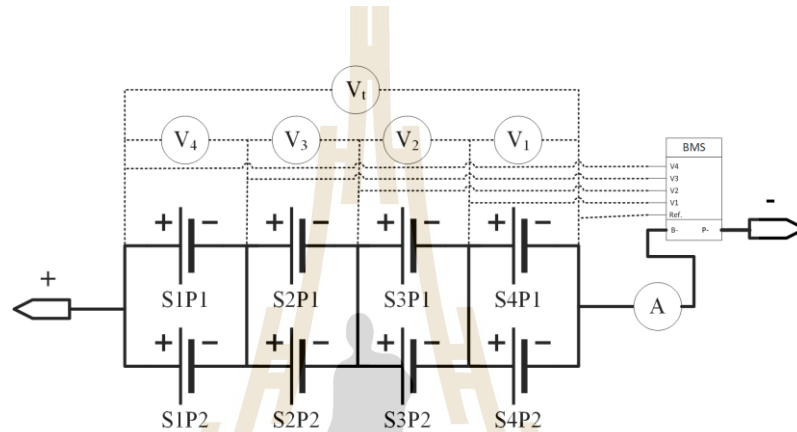 Vt
V4 V3 V2 V1
BMS
V4
V3
V2
V1
Ref.
B- P-
-
+
+ − + − + − + −
S1P1 S2P1 S3P1 S4P1
A
+ − + − + − + −
S1P2 S2P2 S3P2 S4P2